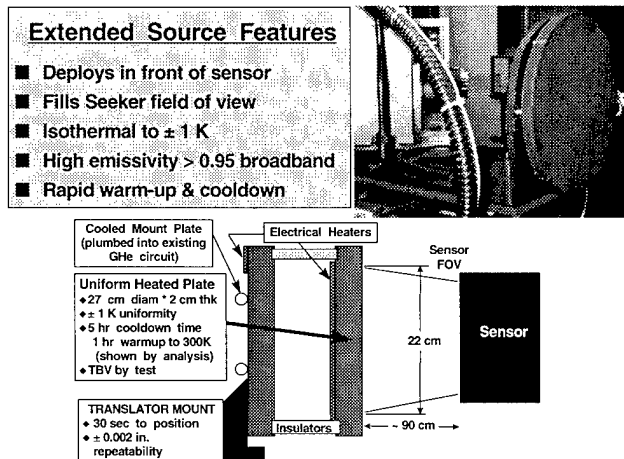 Extended Source Features
■ Deploys in front of sensor
■ Fills Seeker field of view
■ Isothermal to ± 1 K
■ High emissivity > 0.95 broadband
■ Rapid warm-up & cooldown
Cooled Mount Plate
(plumbed into existing
GHe circuit)
Electrical Heaters
Sensor
FOV
Uniform Heated Plate
◆27 cm diam * 2 cm thk
◆± 1 K uniformity
◆5 hr cooldown time
1 hr warmup to 300K
(shown by analysis)
◆TBV by test
22 cm
Sensor
TRANSLATOR MOUNT
◆ 30 sec to position
◆ ± 0.002 in.
repeatability
Insulators
~ 90 cm